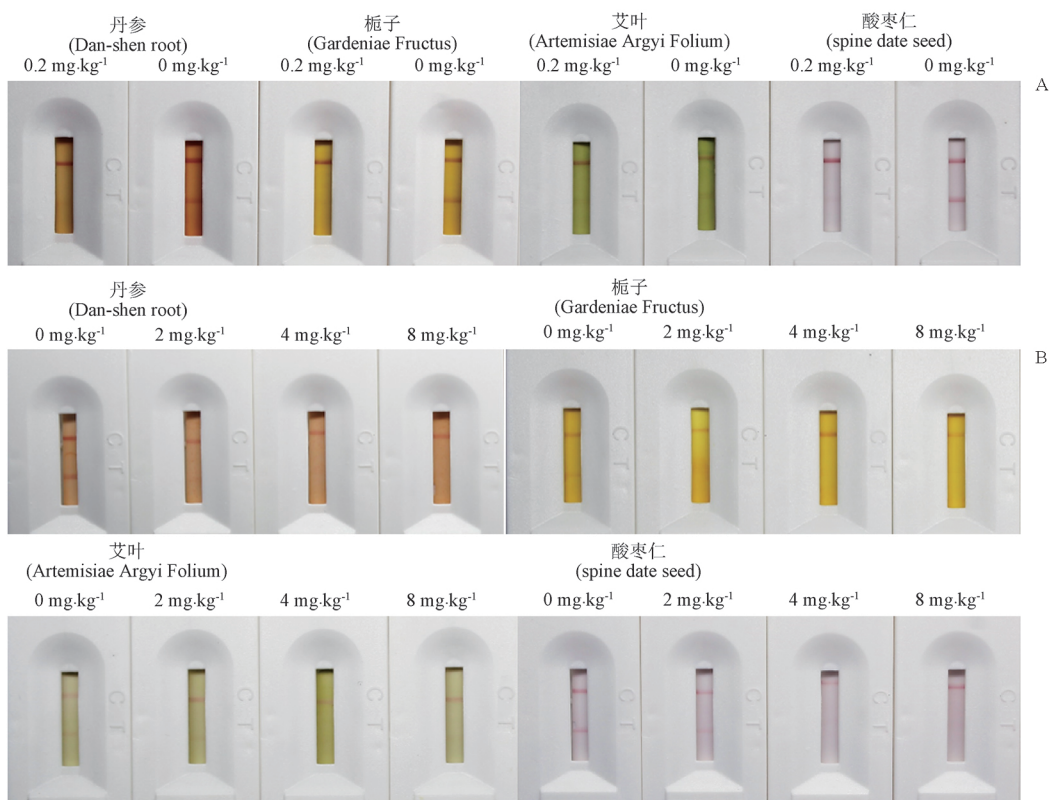 丹参 栀子 艾叶 酸枣仁
(Dan-shen root) (Gardeniae Fructus) (Artemisiae Argyi Folium) (spine date seed)
0.2 mg·kg⁻¹ 0 mg·kg⁻¹ 0.2 mg·kg⁻¹ 0 mg·kg⁻¹ 0.2 mg·kg⁻¹ 0 mg·kg⁻¹ 0.2 mg·kg⁻¹ 0 mg·kg⁻¹
A
C T C T C T C T C T C T C T C T
丹参 栀子
(Dan-shen root) (Gardeniae Fructus)
0 mg·kg⁻¹ 2 mg·kg⁻¹ 4 mg·kg⁻¹ 8 mg·kg⁻¹ 0 mg·kg⁻¹ 2 mg·kg⁻¹ 4 mg·kg⁻¹ 8 mg·kg⁻¹
B
C T C T C T C T C T C T C T C T
艾叶 酸枣仁
(Artemisiae Argyi Folium) (spine date seed)
0 mg·kg⁻¹ 2 mg·kg⁻¹ 4 mg·kg⁻¹ 8 mg·kg⁻¹ 0 mg·kg⁻¹ 2 mg·kg⁻¹ 4 mg·kg⁻¹ 8 mg·kg⁻¹
C T C T C T C T C T C T C T C T